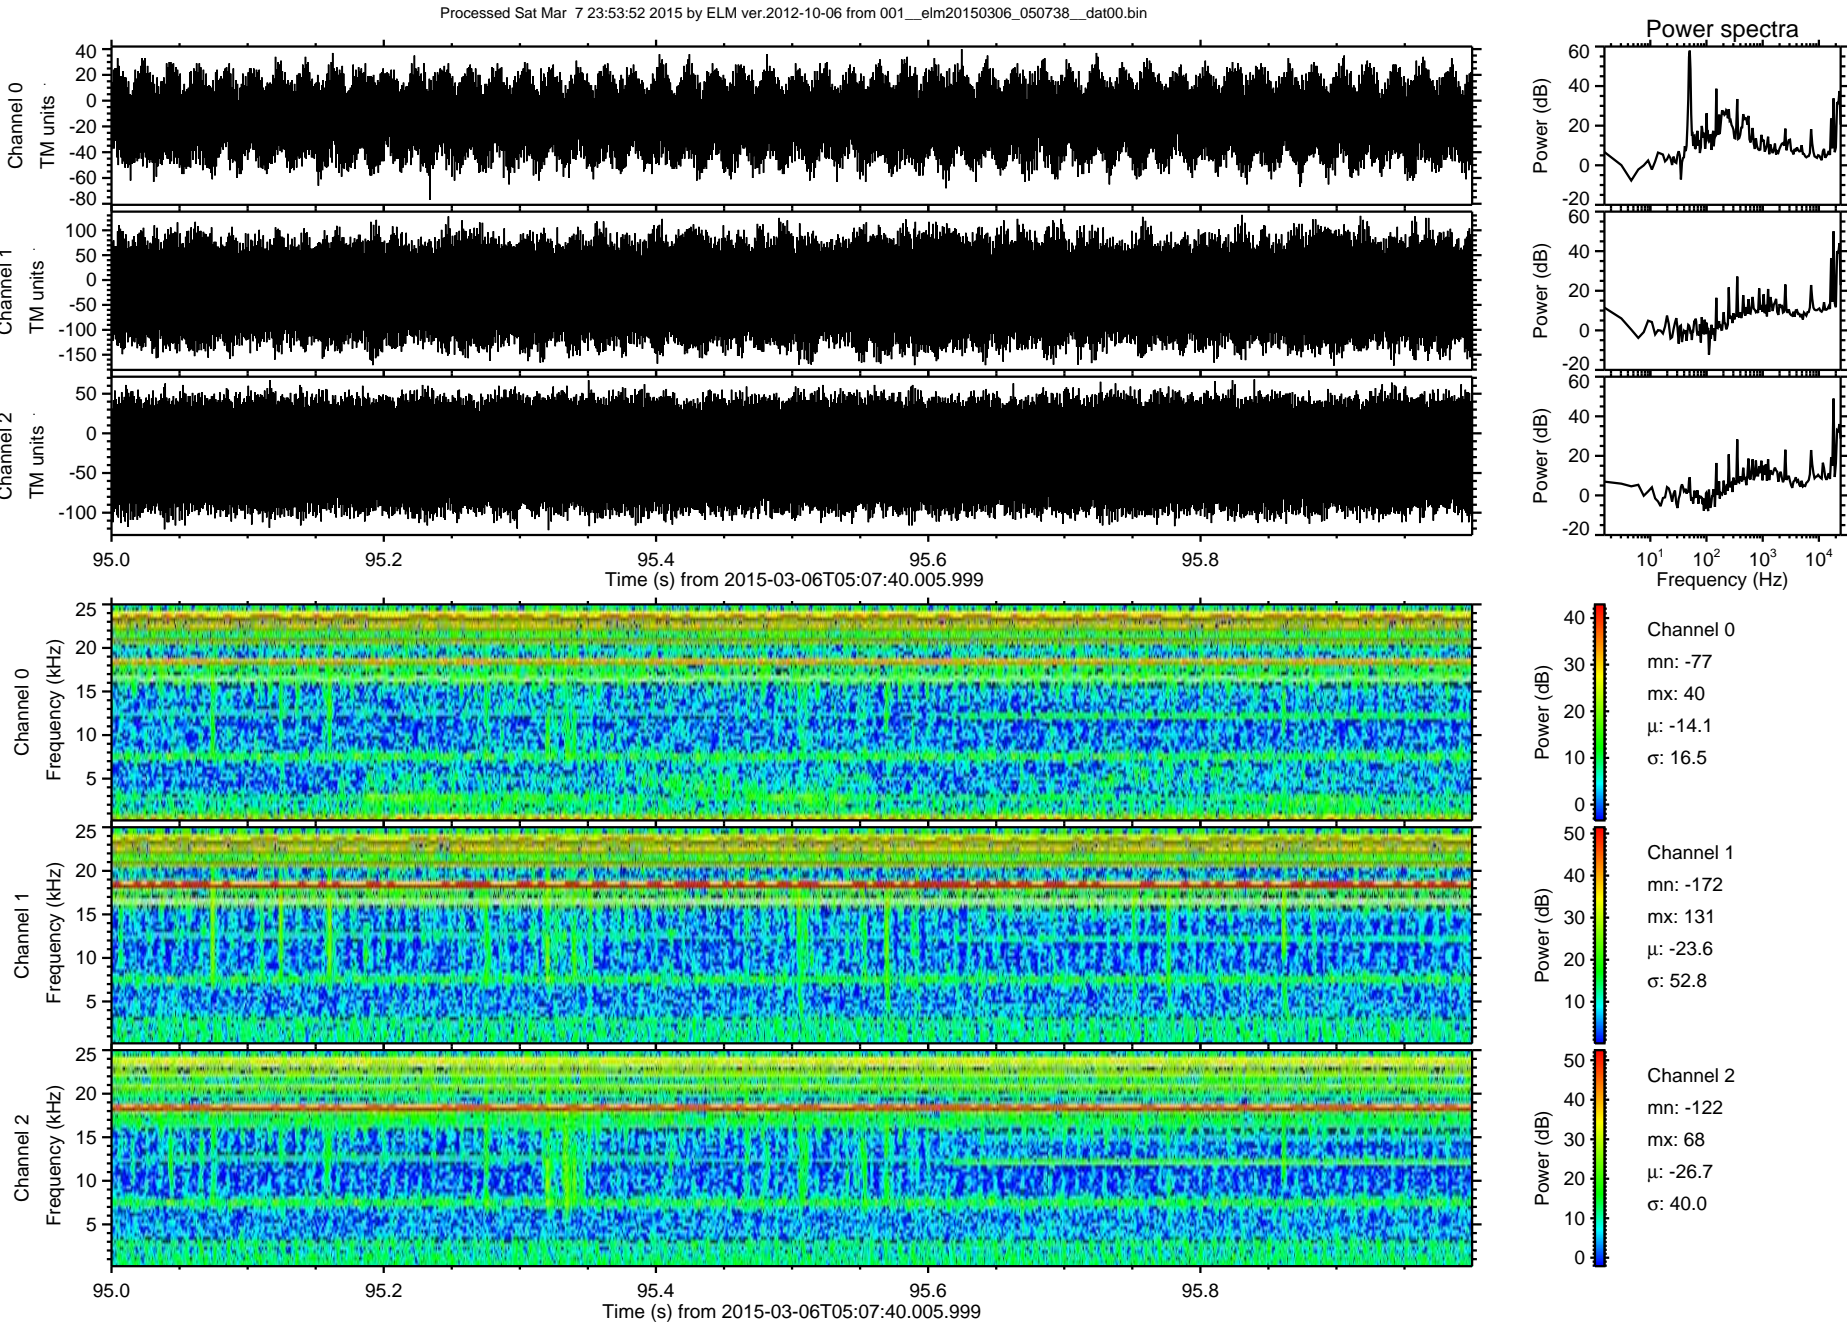 Processed Sat Mar 7 23:53:52 2015 by ELM ver.2012-10-06 from 001__elm20150306_050738__dat00.bin
Power spectra
Channel 0
TM units
40
20
0
-20
-40
-60
-80
Power (dB)
60
40
20
0
-20
Channel 1
TM units
100
50
0
-50
-100
-150
Power (dB)
60
40
20
0
-20
Channel 2
TM units
50
0
-50
-100
Power (dB)
60
40
20
0
-20
95.0 95.2 95.4 95.6 95.8
Time (s) from 2015-03-06T05:07:40.005.999
10^1 10^2 10^3 10^4
Frequency (Hz)
Channel 0
Frequency (kHz)
25
20
15
10
5
Power (dB)
40
30
20
10
0
Channel 0
mn: -77
mx: 40
μ: -14.1
σ: 16.5
Channel 1
Frequency (kHz)
25
20
15
10
5
Power (dB)
50
40
30
20
10
Channel 1
mn: -172
mx: 131
μ: -23.6
σ: 52.8
Channel 2
Frequency (kHz)
25
20
15
10
5
Power (dB)
50
40
30
20
10
0
Channel 2
mn: -122
mx: 68
μ: -26.7
σ: 40.0
95.0 95.2 95.4 95.6 95.8
Time (s) from 2015-03-06T05:07:40.005.999